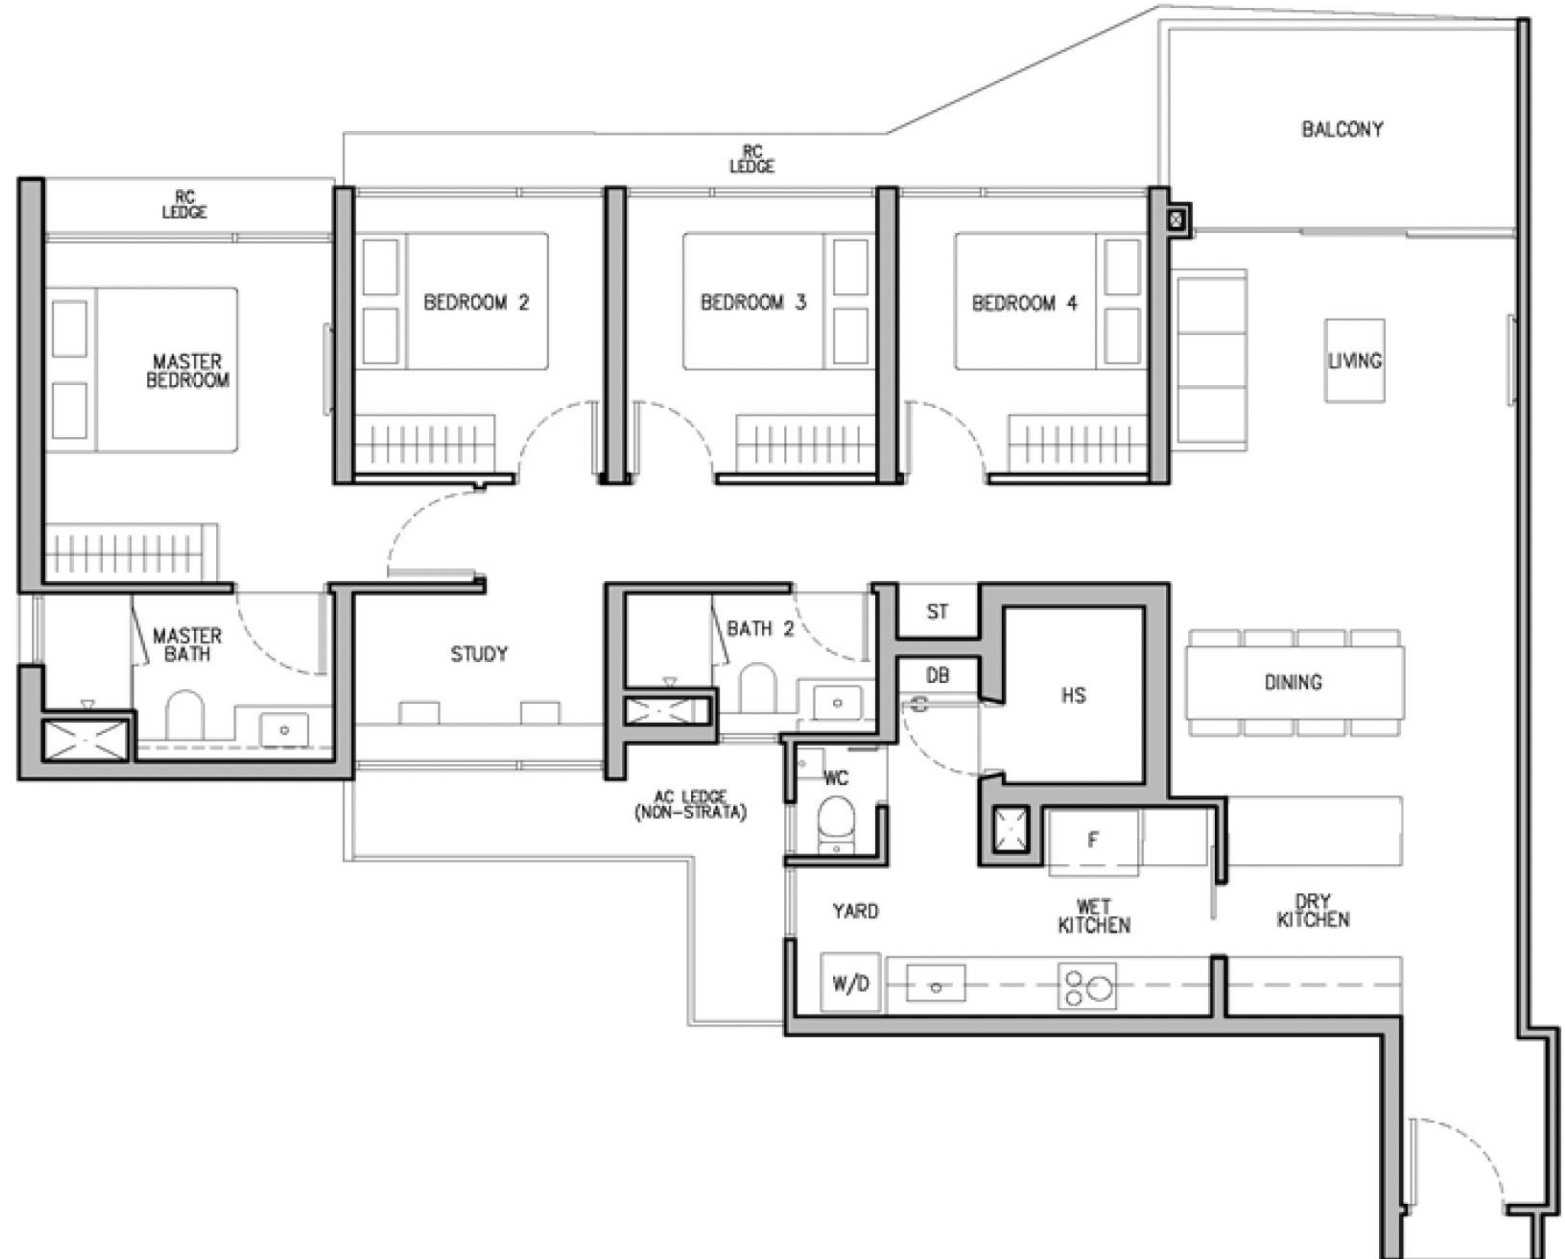 BALCONY
RC
LEDGE
RC
LEDGE
BEDROOM 2
BEDROOM 3
BEDROOM 4
MASTER
BEDROOM
LIVING
ST
MASTER
BATH
BATH 2
STUDY
DB
HS
DINING
WC
AC LEDGE
(NON-STRATA)
F
YARD
WET
KITCHEN
DRY
KITCHEN
W/D